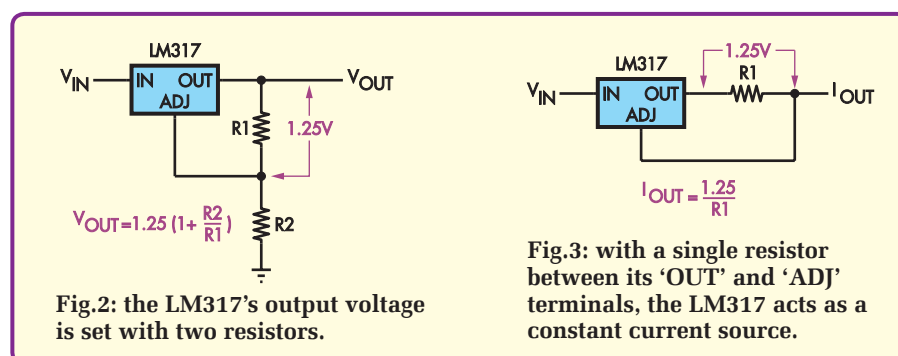 LM317
VIN
IN OUT
ADJ
VOUT
R1
1.25V
R2
VOUT=1.25 (1+ R2/R1)
Fig.2: the LM317's output voltage
is set with two resistors.
1.25V
LM317
R1
VIN
IN OUT
ADJ
IOUT
IOUT = 1.25/R1
Fig.3: with a single resistor
between its ‘OUT’ and ‘ADJ’
terminals, the LM317 acts as a
constant current source.